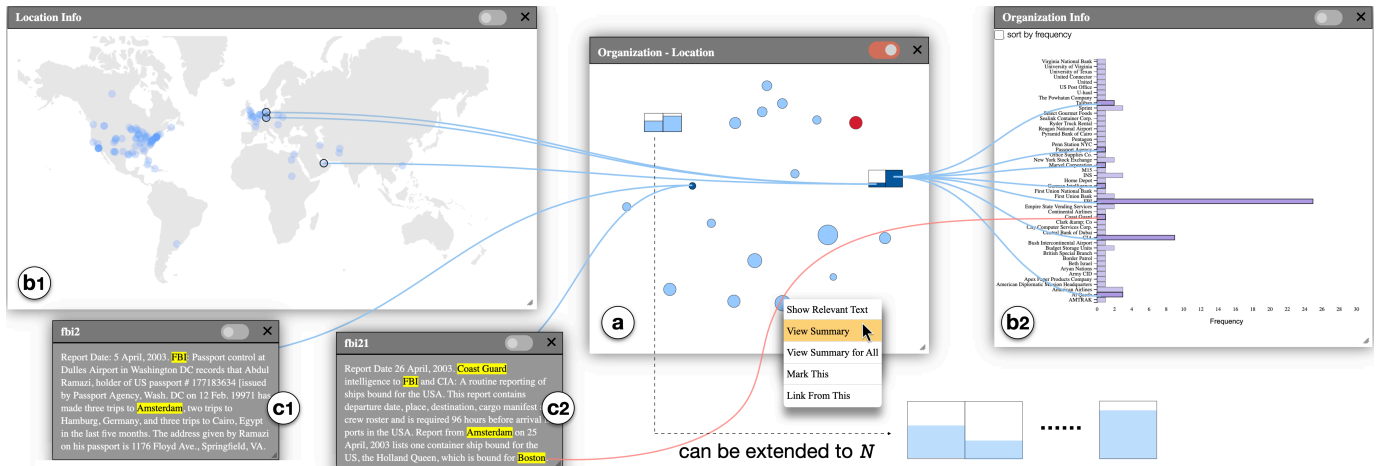 Location Info
b1
Organization - Location
a
Show Relevant Text
View Summary
View Summary for All
Mark This
Link From This
can be extended to N
Organization Info
sort by frequency
Virginia National Bank
University of Virginia
University of Texas
United Connector
United
US Post Office
U-haul
The Powhatan Company
Taliban
Sprint
Select Gourmet Foods
Sealink Container Corp.
Ryder Truck Rental
Reagan National Airport
Pyramid Bank of Cairo
Pentagon
Penn Station NYC
Passport Agency
Office Supplies Co.
New York Stock Exchange
Marvel Corporation
M15
INS
Home Depot
First Union National Bank
First Union Bank
FBI
Empire State Vending Services
Continental Airlines
Coast Guard
Clark &amp; Co
City Computer Services Corp.
CIA
Central Bank of Dubai
Bush Intercontinental Airport
Budget Storage Units
British Special Branch
Border Patrol
Beth Israel
Aryan Nations
Army CID
Apex Paper Products Company
American Diplomatic Mission Headquarters
American Airlines
Al Qaeda
AMTRAK
0 2 4 6 8 10 12 14 16 18 20 22 24 26 28 30
Frequency
b2
fbi2
Report Date: 5 April, 2003. FBI: Passport control at
Dulles Airport in Washington DC records that Abdul
Ramazi, holder of US passport # 177183634 [issued
by Passport Agency, Wash. DC on 12 Feb. 19971 has
made three trips to Amsterdam, two trips to
Hamburg, Germany, and three trips to Cairo, Egypt
in the last five months. The address given by Ramazi
on his passport is 1176 Floyd Ave., Springfield, VA.
c1
fbi21
Report Date 26 April, 2003. Coast Guard
intelligence to FBI and CIA: A routine reporting of
ships bound for the USA. This report contains
departure date, place, destination, cargo manifest
crew roster and is required 96 hours before arrival
ports in the USA. Report from Amsterdam on 25
April, 2003 lists one container ship bound for the
US, the Holland Queen, which is bound for Boston.
c2